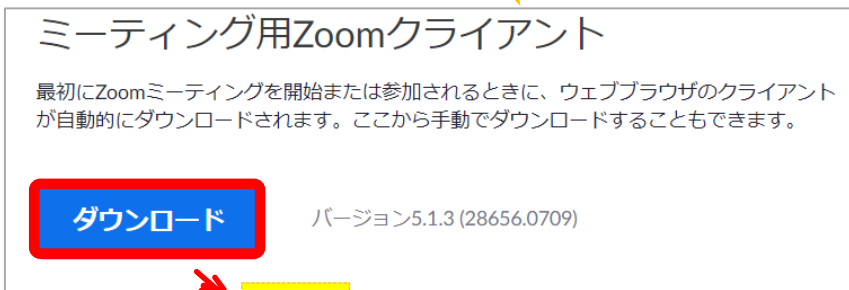 ミーティング用Zoomクライアント
最初にZoomミーティングを開始または参加されるときに、ウェブブラウザのクライアント
が自動的にダウンロードされます。ここから手動でダウンロードすることもできます。
ダウンロード
バージョン5.1.3 (28656.0709)